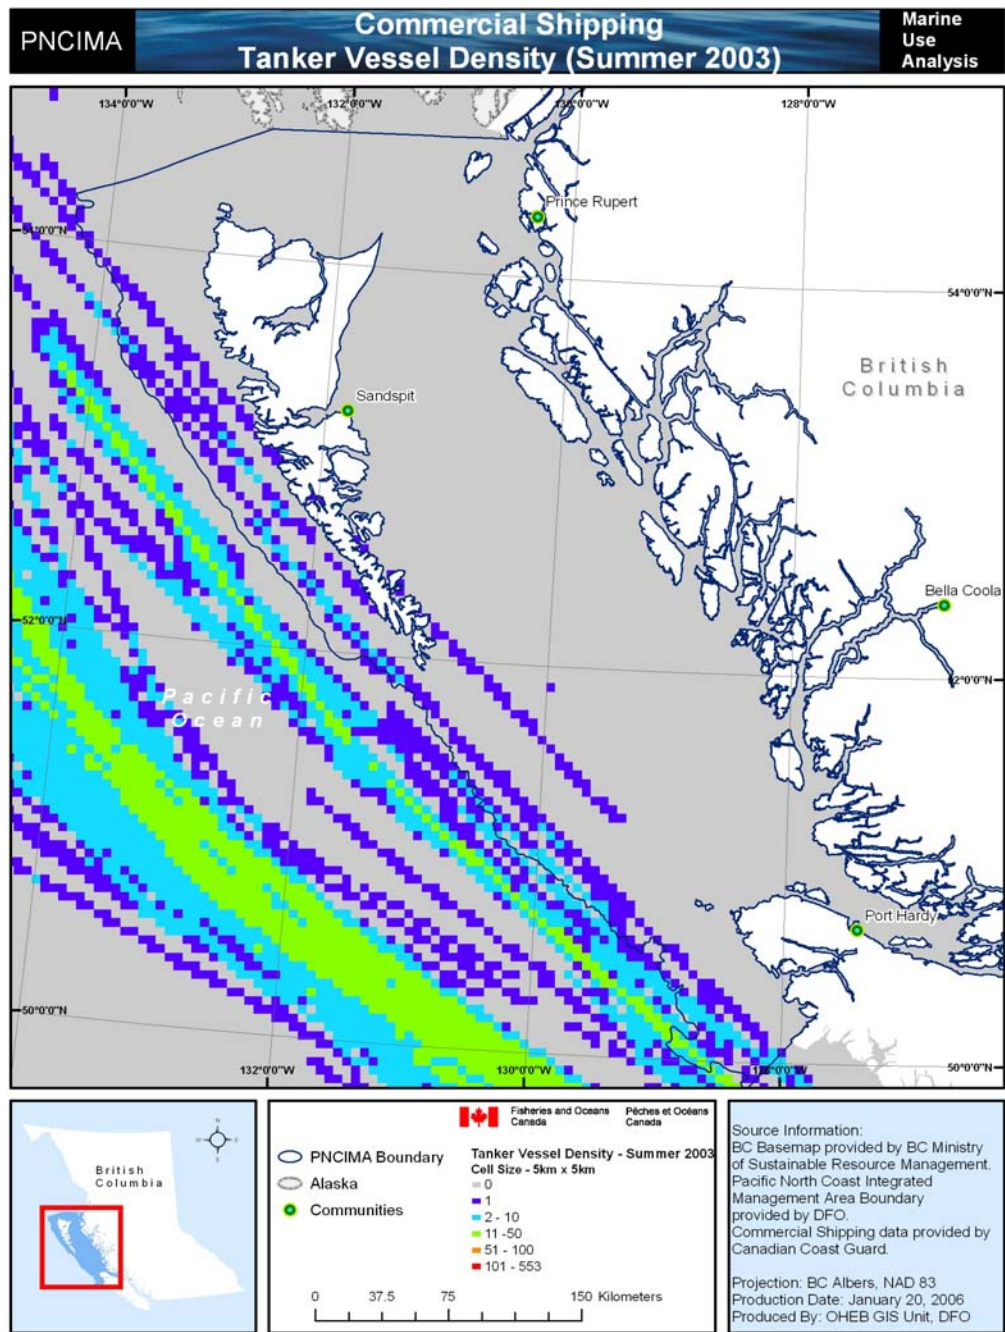 PNCIMA
Commercial Shipping
Tanker Vessel Density (Summer 2003)
Marine
Use
Analysis
134°0'0"W
132°0'0"W
128°0'0"W
Prince Rupert
54°0'0"N
54°0'0"N
British
Columbia
Sandspit
Bella Coola
52°0'0"N
Pacific
Ocean
Port Hardy
50°0'0"N
50°0'0"N
132°0'0"W
130°0'0"W
British
Columbia
N
W
E
S
Fisheries and Oceans
Canada
Pêches et Océans
Canada
PNCIMA Boundary
Alaska
Communities
Tanker Vessel Density - Summer 2003
Cell Size - 5km x 5km
0
1
2 - 10
11 -50
51 - 100
101 - 553
0 37.5 75 150 Kilometers
Source Information:
BC Basemap provided by BC Ministry
of Sustainable Resource Management.
Pacific North Coast Integrated
Management Area Boundary
provided by DFO.
Commercial Shipping data provided by
Canadian Coast Guard.
Projection: BC Albers, NAD 83
Production Date: January 20, 2006
Produced By: OHEB GIS Unit, DFO